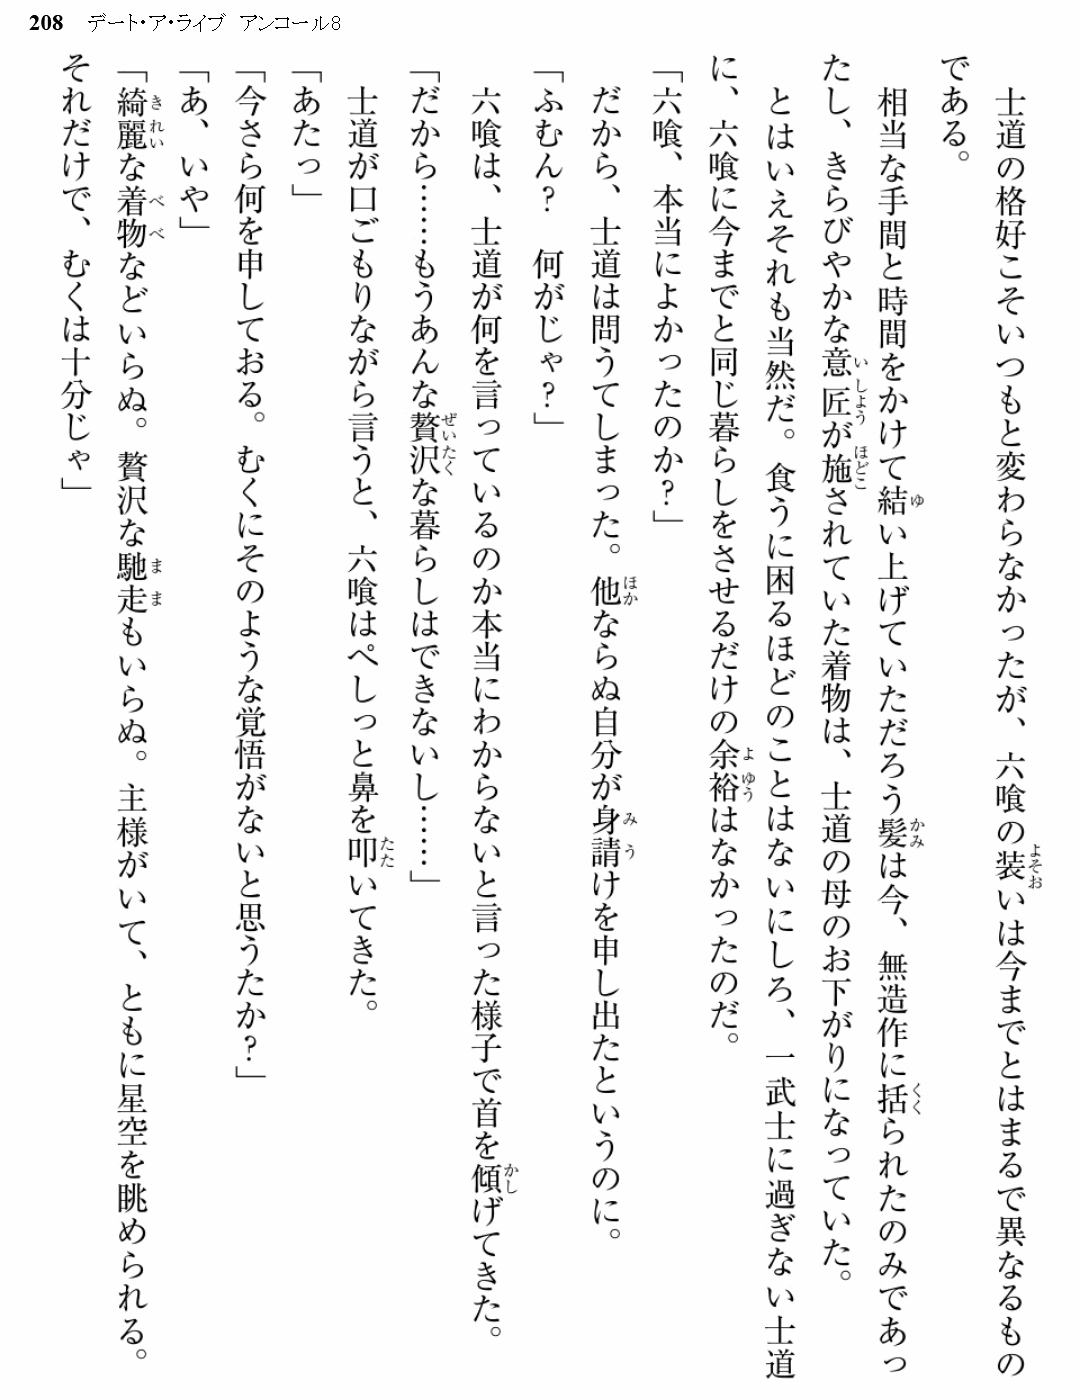 208 デート・ア・ライブ アンコール8
士道の格好こそいつもと変わらなかったが、六喰の装いは今までとはまるで異なるもの
である。
相当な手間と時間をかけて結い上げていただろう髪は今、無造作に括られたのみであっ
たし、きらびやかな意匠が施されていた着物は、士道の母のお下がりになっていた。
とはいえそれも当然だ。食うに困るほどのことはないにしろ、一武士に過ぎない士道
に、六喰に今までと同じ暮らしをさせるだけの余裕はなかったのだ。
「六喰、本当によかったのか?」
だから、士道は問うてしまった。他ならぬ自分が身請けを申し出たというのに。
「ふむん? 何がじゃ?」
六喰は、士道が何を言っているのか本当にわからないと言った様子で首を傾げてきた。
「だから……もうあんな贅沢な暮らしはできないし……」
士道が口ごもりながら言うと、六喰はぺしっと鼻を叩いてきた。
「あたっ」
「今さら何を申しておる。むくにそのような覚悟がないと思うたか?」
「あ、いや」
「綺麗な着物などいらぬ。贅沢な馳走もいらぬ。主様がいて、ともに星空を眺められる。
それだけで、むくは十分じゃ」